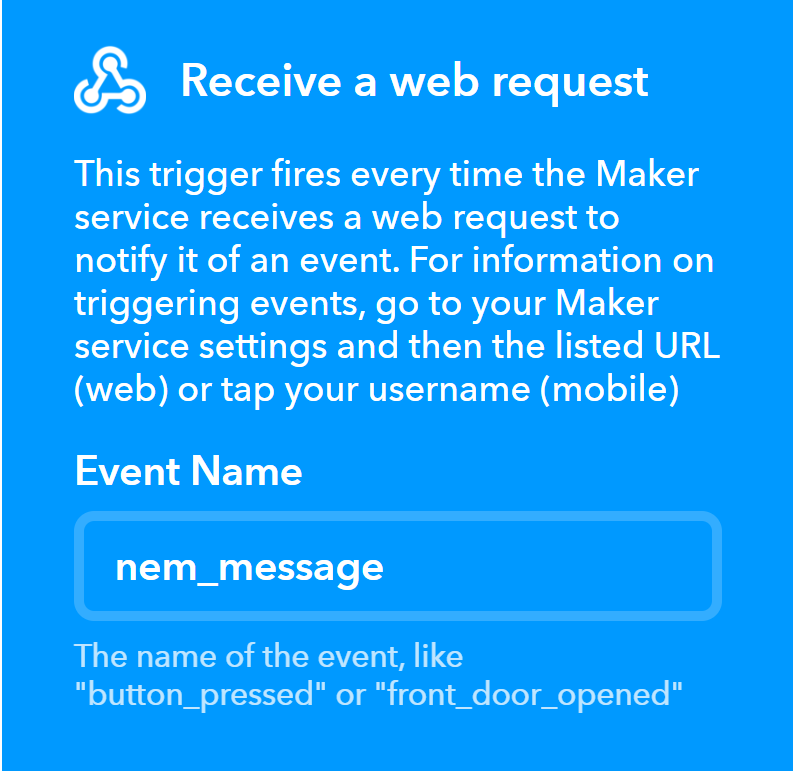 Receive a web request
This trigger fires every time the Maker
service receives a web request to
notify it of an event. For information on
triggering events, go to your Maker
service settings and then the listed URL
(web) or tap your username (mobile)
Event Name
nem_message
The name of the event, like
"button_pressed" or "front_door_opened"